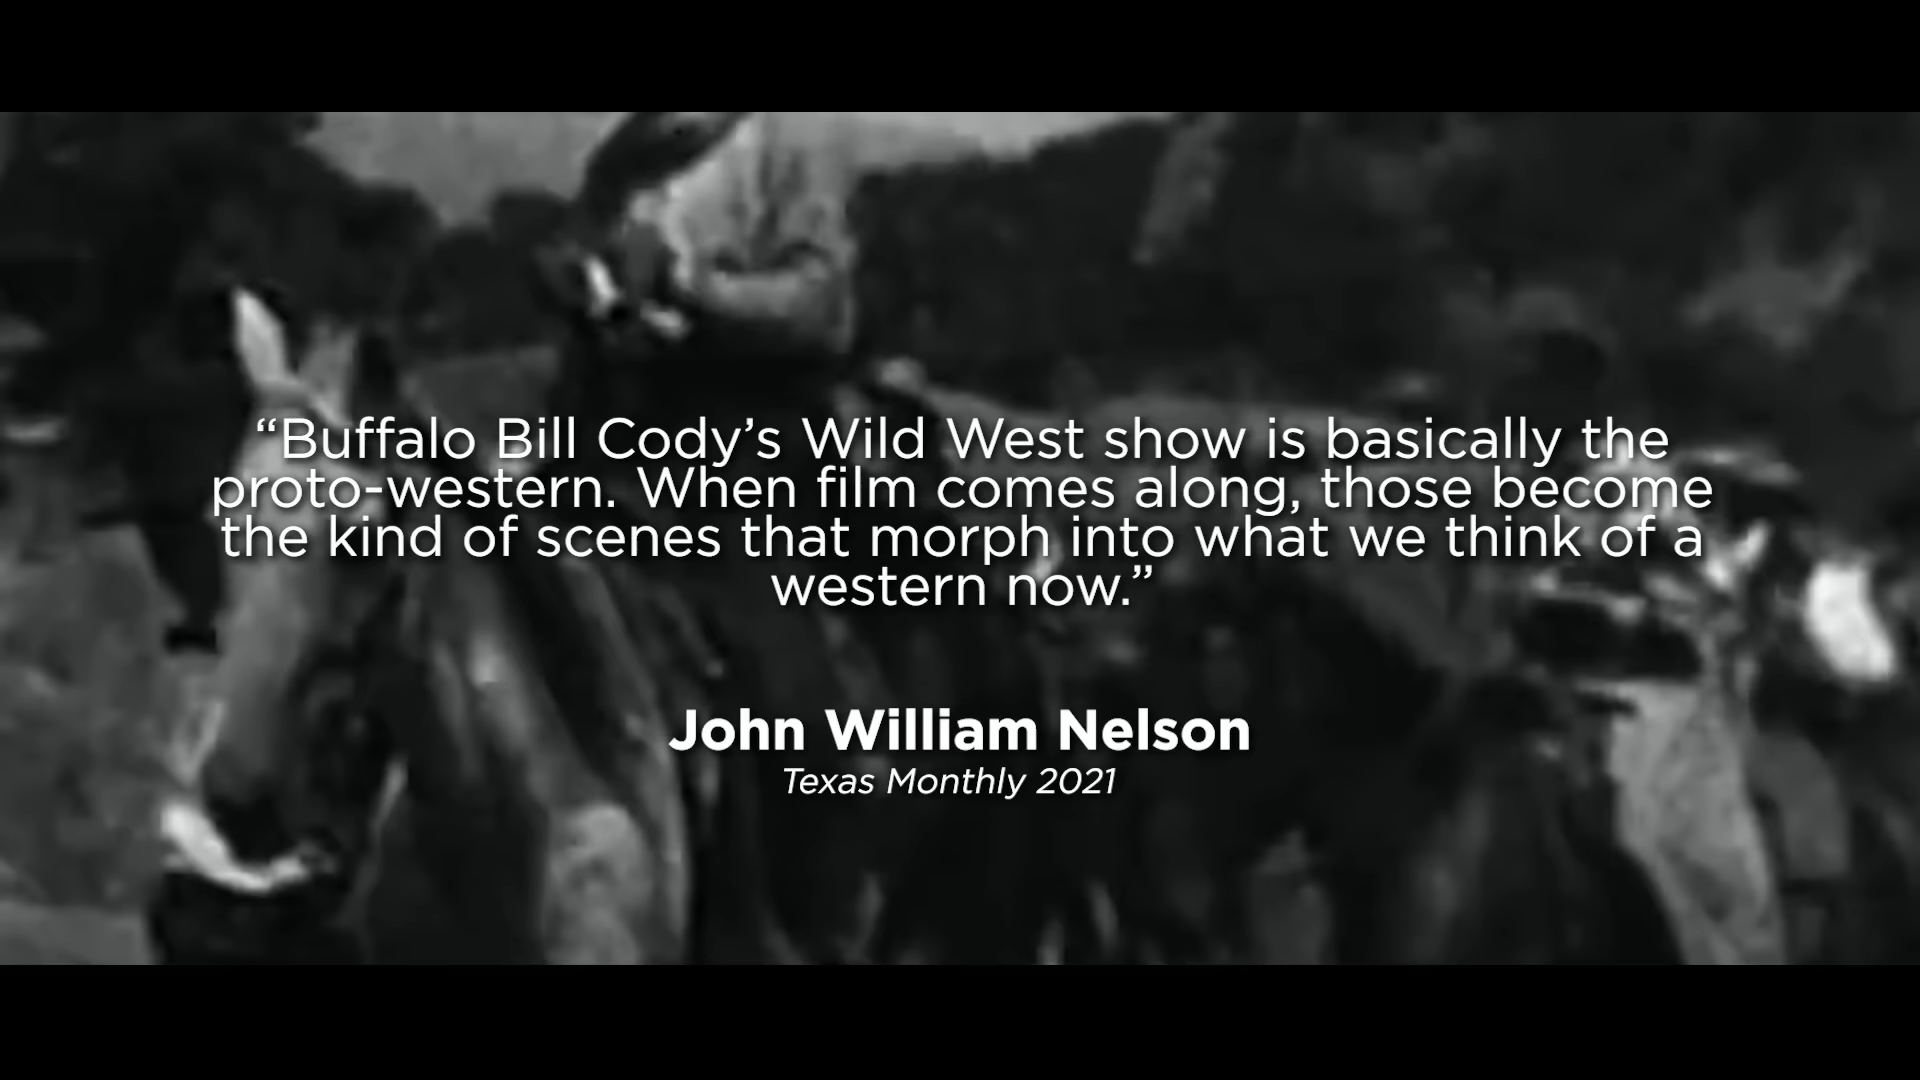 “Buffalo Bill Cody’s Wild West show is basically the
proto-western. When film comes along, those become
the kind of scenes that morph into what we think of a
western now.”
John William Nelson
Texas Monthly 2021